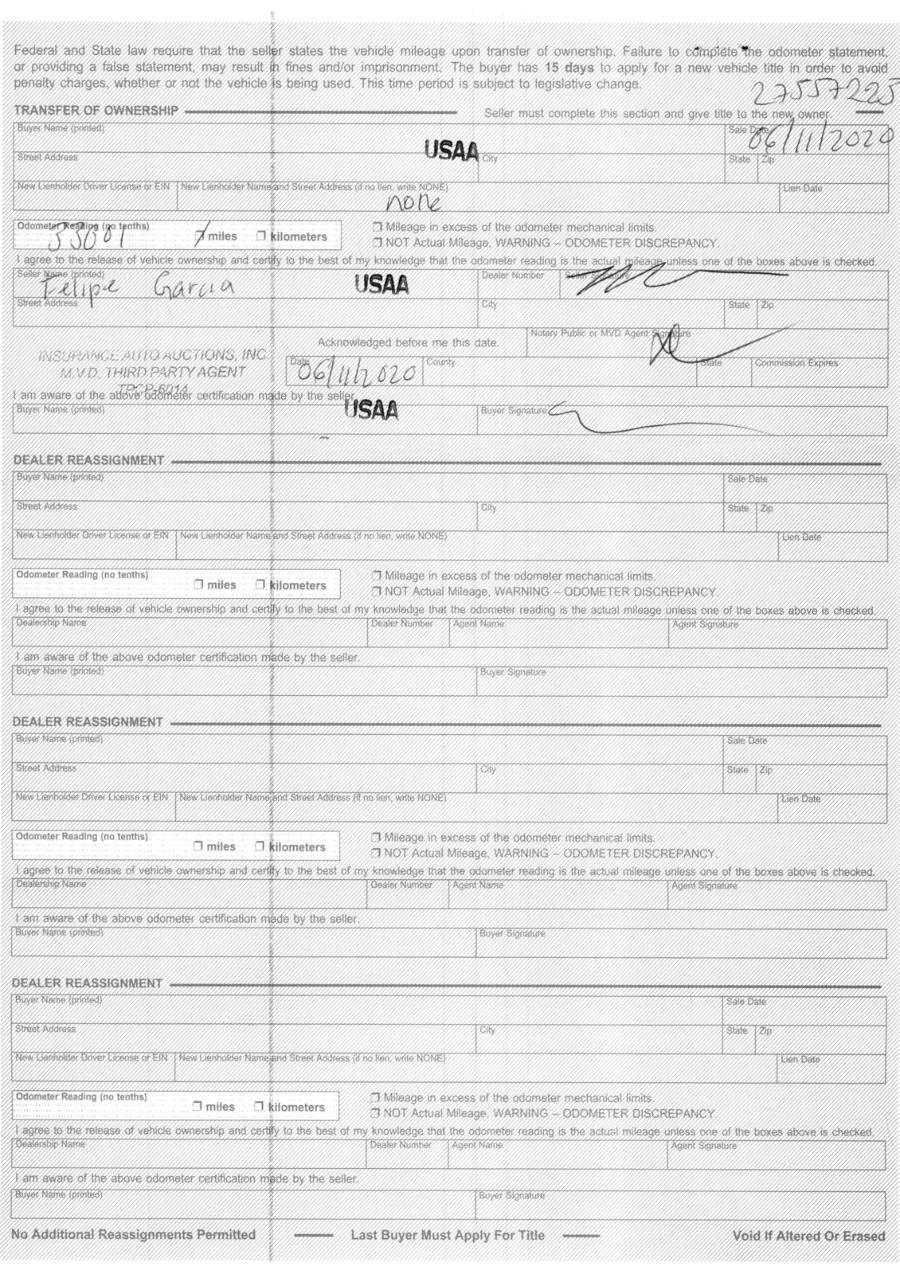 Federal and State law require that the seller states the vehicle mileage upon transfer of ownership. Failure to complete the odometer statement,
or providing a false statement, may result in fines and/or imprisonment. The buyer has 15 days to apply for a new vehicle title in order to avoid
penalty charges, whether or not the vehicle is being used. This time period is subject to legislative change.
27557225
TRANSFER OF OWNERSHIP Seller must complete this section and give title to the new owner.
Buyer Name (printed) USAA Sale Date 06/11/2020
Street Address City State Zip
New Lienholder Driver License or EIN New Lienholder Name and Street Address (if no lien, write NONE) Lien Date
none
Odometer Reading (no tenths) miles kilometers Mileage in excess of the odometer mechanical limits.
NOT Actual Mileage, WARNING – ODOMETER DISCREPANCY.
I agree to the release of vehicle ownership and certify to the best of my knowledge that the odometer reading is the actual mileage unless one of the boxes above is checked.
Seller Name (printed) Felipe Garcia USAA Dealer Number Seller Signature
Street Address City State Zip
Acknowledged before me this date. Notary Public or MVD Agent Signature
INSURANCE AUTO AUCTIONS, INC.
M.V.D. THIRD PARTY AGENT
Date 06/11/2020 County State Commission Expires
TPCP-6014
I am aware of the above odometer certification made by the seller.
Buyer Name (printed) USAA Buyer Signature
DEALER REASSIGNMENT
Buyer Name (printed) Sale Date
Street Address City State Zip
New Lienholder Driver License or EIN New Lienholder Name and Street Address (if no lien, write NONE) Lien Date
Odometer Reading (no tenths) miles kilometers Mileage in excess of the odometer mechanical limits.
NOT Actual Mileage, WARNING – ODOMETER DISCREPANCY.
I agree to the release of vehicle ownership and certify to the best of my knowledge that the odometer reading is the actual mileage unless one of the boxes above is checked.
Dealership Name Dealer Number Agent Name Agent Signature
I am aware of the above odometer certification made by the seller.
Buyer Name (printed) Buyer Signature
DEALER REASSIGNMENT
Buyer Name (printed) Sale Date
Street Address City State Zip
New Lienholder Driver License or EIN New Lienholder Name and Street Address (if no lien, write NONE) Lien Date
Odometer Reading (no tenths) miles kilometers Mileage in excess of the odometer mechanical limits.
NOT Actual Mileage, WARNING – ODOMETER DISCREPANCY.
I agree to the release of vehicle ownership and certify to the best of my knowledge that the odometer reading is the actual mileage unless one of the boxes above is checked.
Dealership Name Dealer Number Agent Name Agent Signature
I am aware of the above odometer certification made by the seller.
Buyer Name (printed) Buyer Signature
DEALER REASSIGNMENT
Buyer Name (printed) Sale Date
Street Address City State Zip
New Lienholder Driver License or EIN New Lienholder Name and Street Address (if no lien, write NONE) Lien Date
Odometer Reading (no tenths) miles kilometers Mileage in excess of the odometer mechanical limits.
NOT Actual Mileage, WARNING – ODOMETER DISCREPANCY.
I agree to the release of vehicle ownership and certify to the best of my knowledge that the odometer reading is the actual mileage unless one of the boxes above is checked.
Dealership Name Dealer Number Agent Name Agent Signature
I am aware of the above odometer certification made by the seller.
Buyer Name (printed) Buyer Signature
No Additional Reassignments Permitted Last Buyer Must Apply For Title Void If Altered Or Erased